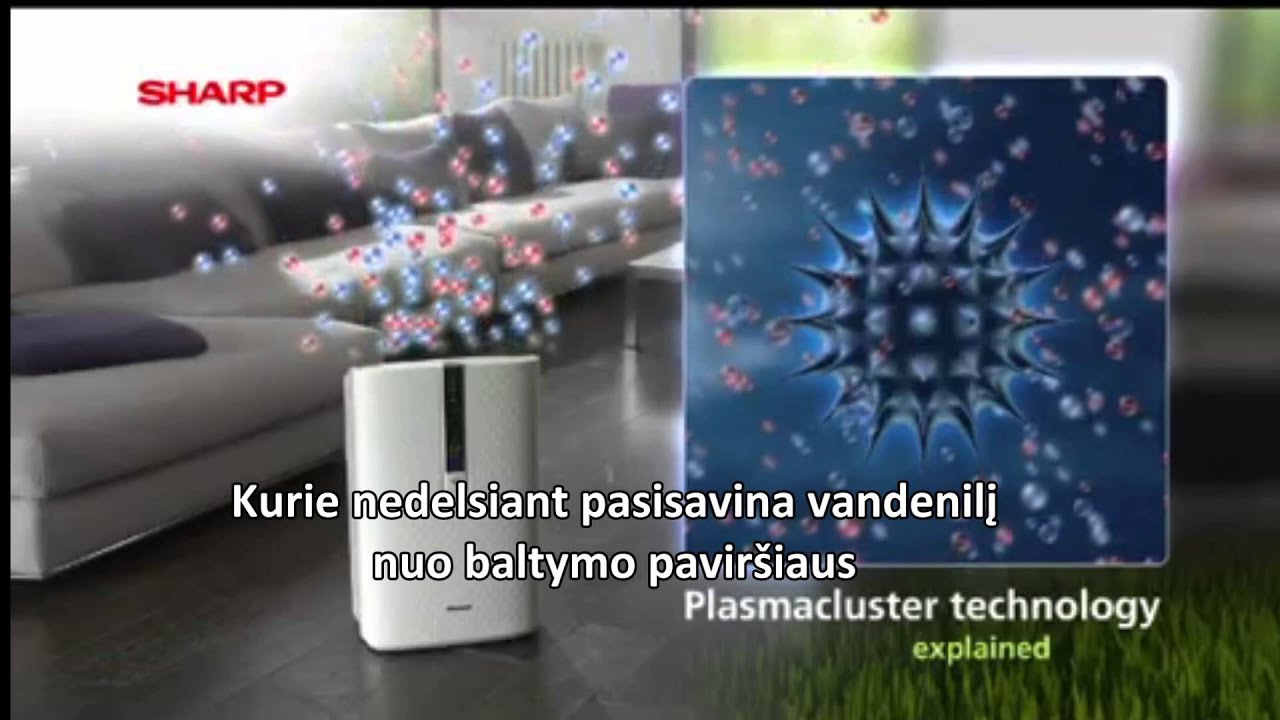 SHARP
Kurie nedelsiant pasisavina vandenilį
nuo baltymo paviršiaus
Plasmacluster technology
explained